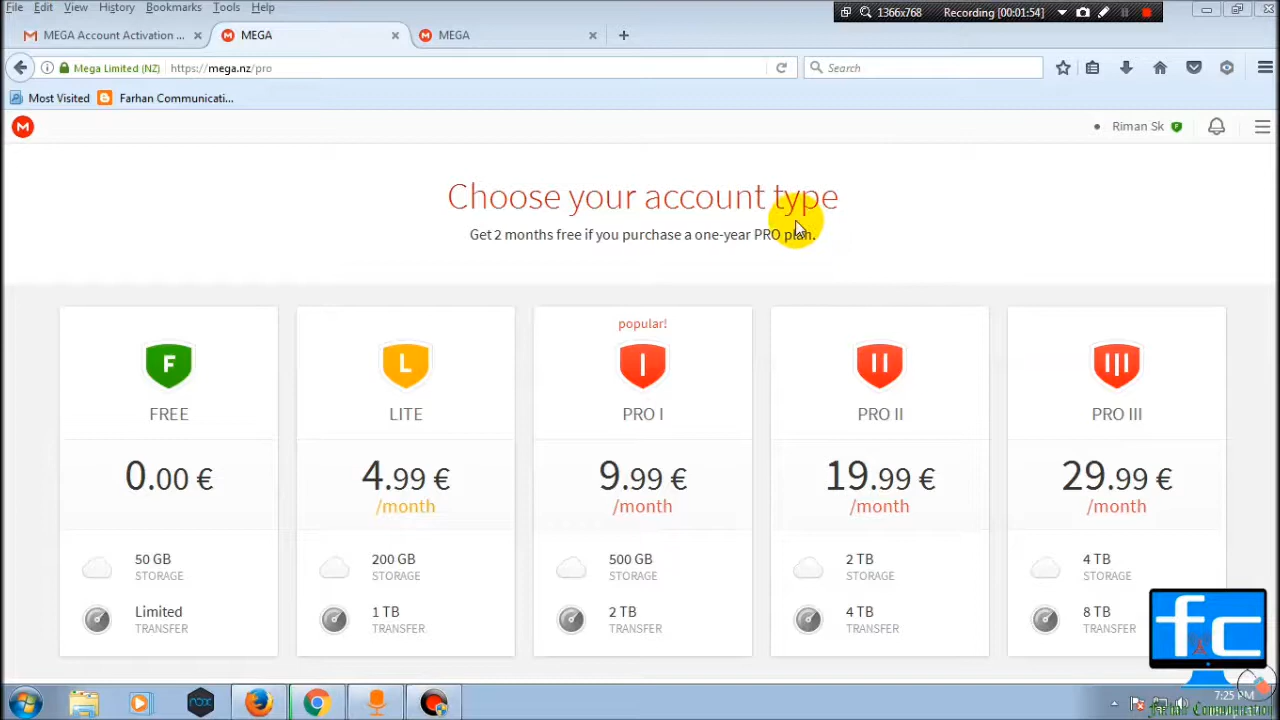 File Edit View History Bookmarks Tools Help
1366x768 Recording [00:01:54]
MEGA Account Activation ... MEGA MEGA
Mega Limited (NZ) https://mega.nz/pro Search
Most Visited Farhan Communicati...
M Riman Sk F
Choose your account type
Get 2 months free if you purchase a one-year PRO plan.
popular!
F L I II III
FREE LITE PRO I PRO II PRO III
0.00 € 4.99 € 9.99 € 19.99 € 29.99 €
/month /month /month /month
50 GB 200 GB 500 GB 2 TB 4 TB
STORAGE STORAGE STORAGE STORAGE STORAGE
Limited 1 TB 2 TB 4 TB 8 TB
TRANSFER TRANSFER TRANSFER TRANSFER TRANSFER
fc
nox
7:25 PM
Farhan Communication